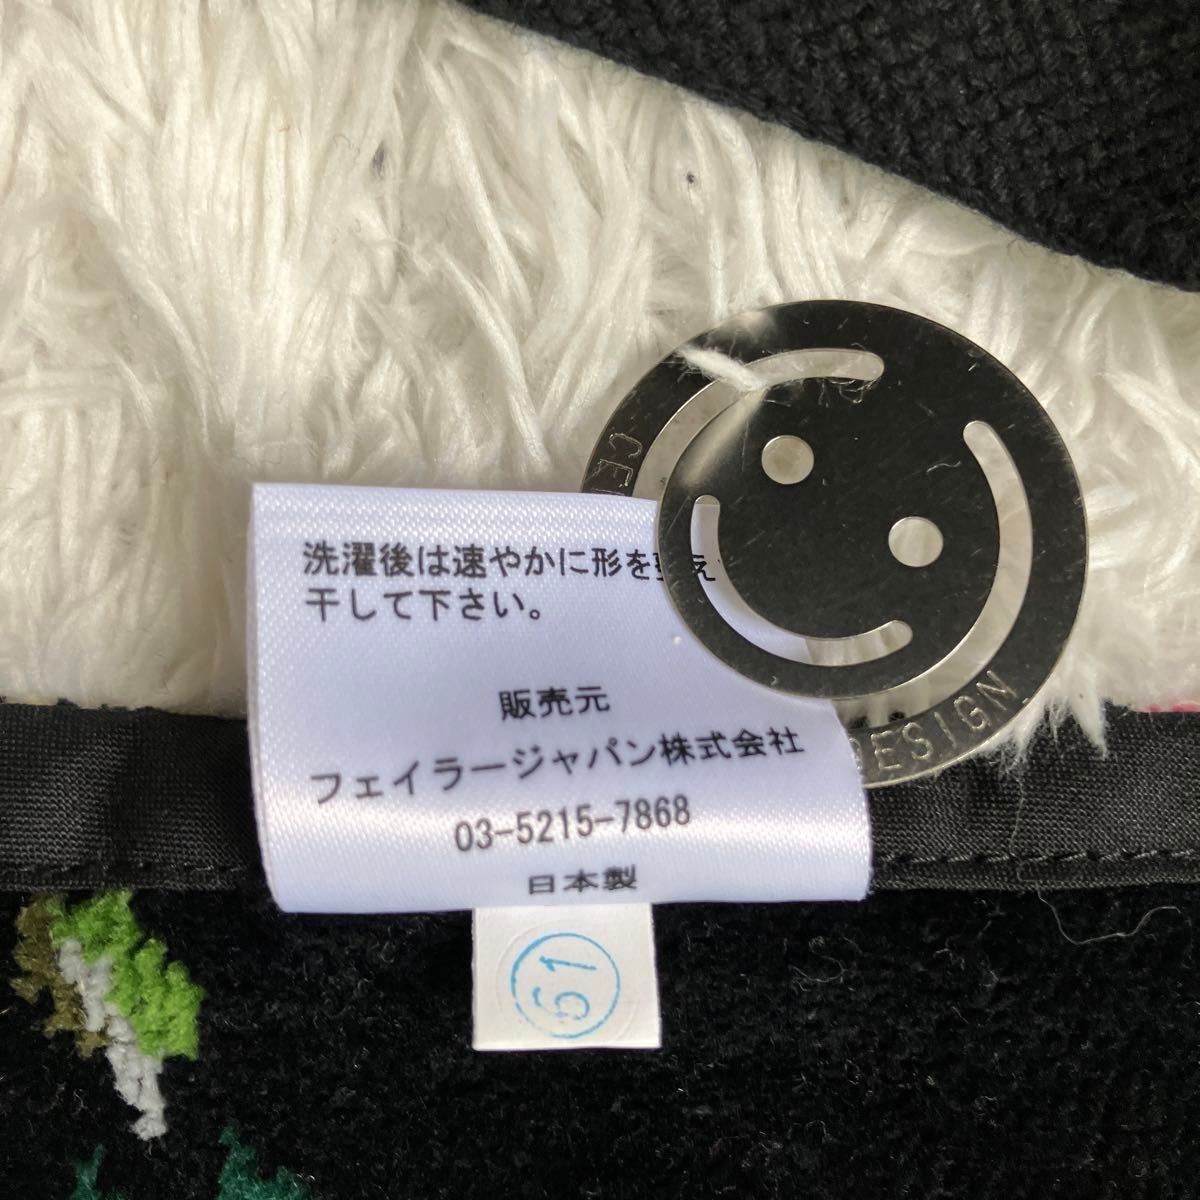 洗濯後は速やかに形を整え
干して下さい。
販売元
フェイラージャパン株式会社
03-5215-7868
日本製
DESIGN